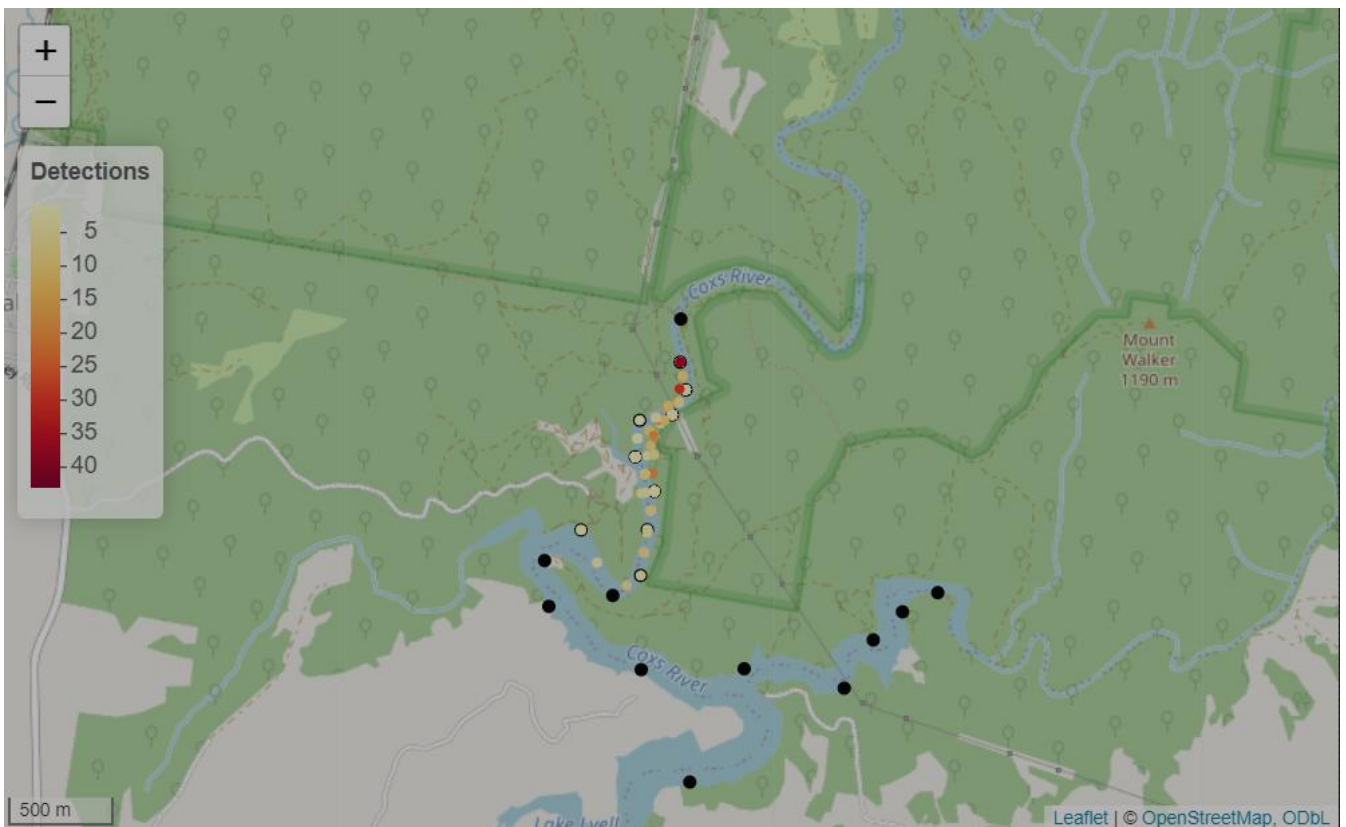 +
−
Detections
5
10
15
20
25
30
35
40
Coxs River
Mount
Walker
1190 m
Coxs River
Lake Lyell
500 m
Leaflet | © OpenStreetMap, ODbL